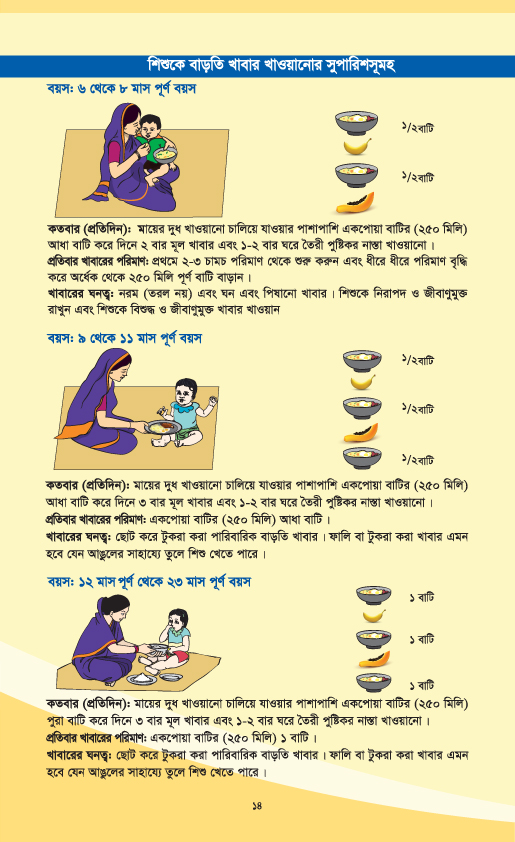 শিশুকে বাড়তি খাবার খাওয়ানোর সুপারিশসূমহ
বয়স: ৬ থেকে ৮ মাস পূর্ণ বয়স
১/২বাটি
১/২বাটি
কতবার (প্রতিদিন): মায়ের দুধ খাওয়ানো চালিয়ে যাওয়ার পাশাপাশি একপোয়া বাটির (২৫০ মিলি)
আধা বাটি করে দিনে ২ বার মূল খাবার এবং ১-২ বার ঘরে তৈরী পুষ্টিকর নাস্তা খাওয়ানো।
প্রতিবার খাবারের পরিমাণ: প্রথমে ২-৩ চামচ পরিমাণ থেকে শুরু করুন এবং ধীরে ধীরে পরিমাণ বৃদ্ধি
করে অর্ধেক থেকে ২৫০ মিলি পূর্ণ বাটি বাড়ান।
খাবারের ঘনত্ব: নরম (তরল নয়) এবং ঘন এবং পিষানো খাবার। শিশুকে নিরাপদ ও জীবাণুমুক্ত
রাখুন এবং শিশুকে বিশুদ্ধ ও জীবাণুমুক্ত খাবার খাওয়ান
বয়স: ৯ থেকে ১১ মাস পূর্ণ বয়স
১/২বাটি
১/২বাটি
১/২বাটি
কতবার (প্রতিদিন): মায়ের দুধ খাওয়ানো চালিয়ে যাওয়ার পাশাপাশি একপোয়া বাটির (২৫০ মিলি)
আধা বাটি করে দিনে ৩ বার মূল খাবার এবং ১-২ বার ঘরে তৈরী পুষ্টিকর নাস্তা খাওয়ানো।
প্রতিবার খাবারের পরিমাণ: একপোয়া বাটির (২৫০ মিলি) আধা বাটি।
খাবারের ঘনত্ব: ছোট করে টুকরা করা পারিবারিক বাড়তি খাবার। ফালি বা টুকরা করা খাবার এমন
হবে যেন আঙুলের সাহায্যে তুলে শিশু খেতে পারে।
বয়স: ১২ মাস পূর্ণ থেকে ২৩ মাস পূর্ণ বয়স
১ বাটি
১ বাটি
১ বাটি
কতবার (প্রতিদিন): মায়ের দুধ খাওয়ানো চালিয়ে যাওয়ার পাশাপাশি একপোয়া বাটির (২৫০ মিলি)
পুরা বাটি করে দিনে ৩ বার মূল খাবার এবং ১-২ বার ঘরে তৈরী পুষ্টিকর নাস্তা খাওয়ানো।
প্রতিবার খাবারের পরিমাণ: একপোয়া বাটির (২৫০ মিলি) ১ বাটি।
খাবারের ঘনত্ব: ছোট করে টুকরা করা পারিবারিক বাড়তি খাবার। ফালি বা টুকরা করা খাবার এমন
হবে যেন আঙুলের সাহায্যে তুলে শিশু খেতে পারে।
১৪